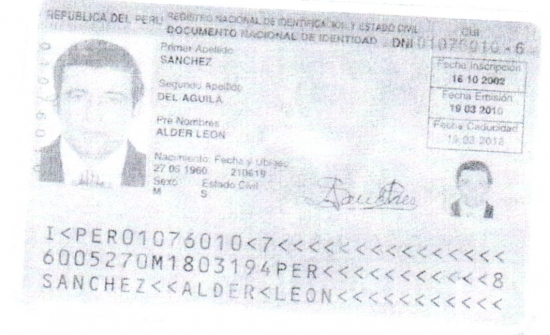 REPUBLICA DEL PERU REGISTRO NACIONAL DE IDENTIFICACION Y ESTADO CIVIL CUI
DOCUMENTO NACIONAL DE IDENTIDAD DNI 01076010 - 6
Primer Apellido
SANCHEZ
Segundo Apellido
DEL AGUILA
Pre Nombres
ALDER LEON
Nacimiento: Fecha y Ubigeo
27 05 1960 210619
Sexo Estado Civil
M S
Fecha Inscripción
16 10 2002
Fecha Emisión
19 03 2010
Fecha Caducidad
19 03 2018
I<PER01076010<7<<<<<<<<<<<<<<<
6005270M1803194PER<<<<<<<<<<<8
SANCHEZ<<ALDER<LEON<<<<<<<<<<<